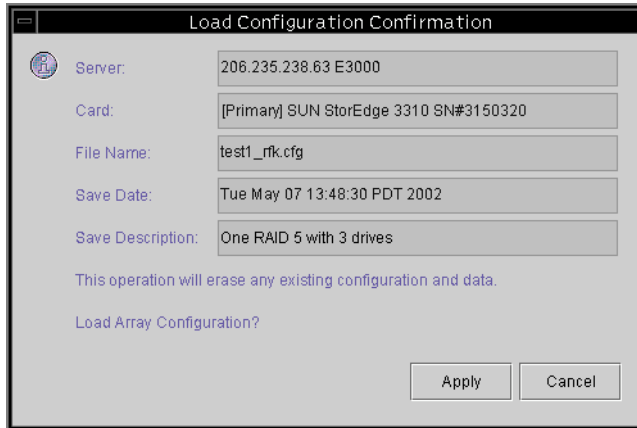 Load Configuration Confirmation
Server: 206.235.238.63 E3000
Card: [Primary] SUN StorEdge 3310 SN#3150320
File Name: test1_rfk.cfg
Save Date: Tue May 07 13:48:30 PDT 2002
Save Description: One RAID 5 with 3 drives
This operation will erase any existing configuration and data.
Load Array Configuration?
Apply Cancel